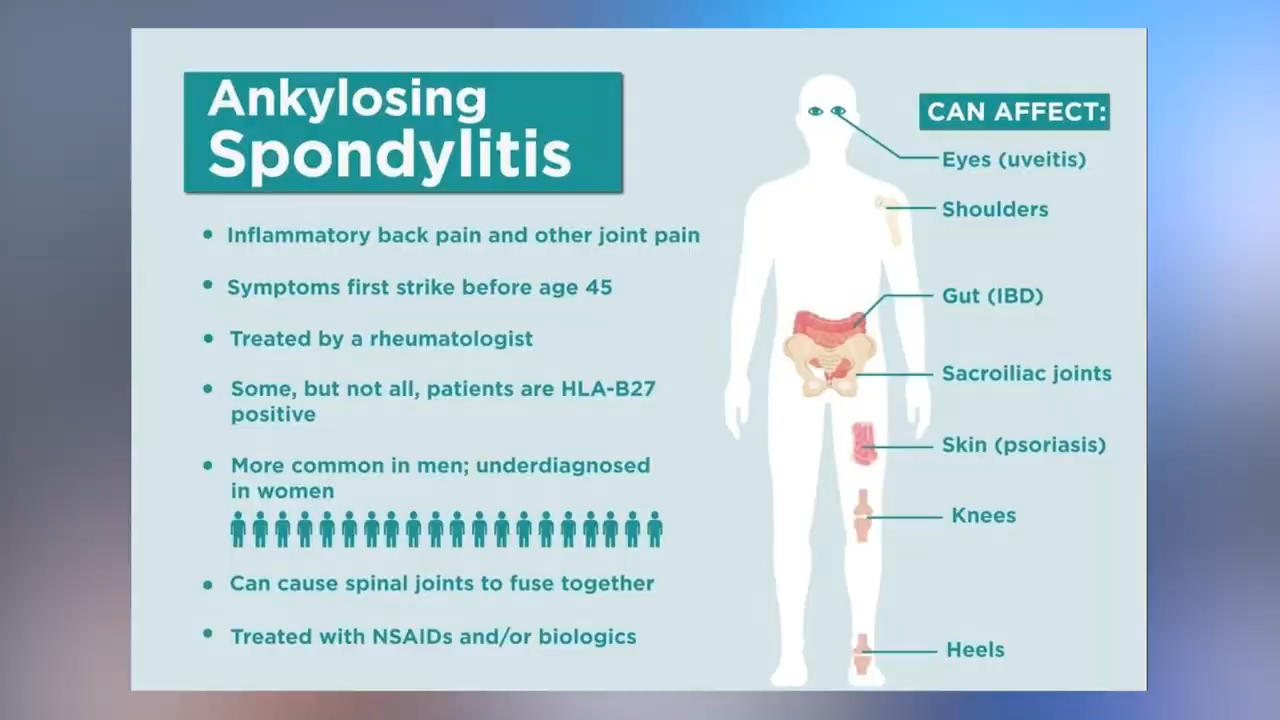 Ankylosing
Spondylitis
• Inflammatory back pain and other joint pain
• Symptoms first strike before age 45
• Treated by a rheumatologist
• Some, but not all, patients are HLA-B27
positive
• More common in men; underdiagnosed
in women
• Can cause spinal joints to fuse together
• Treated with NSAIDs and/or biologics
CAN AFFECT:
Eyes (uveitis)
Shoulders
Gut (IBD)
Sacroiliac joints
Skin (psoriasis)
Knees
Heels